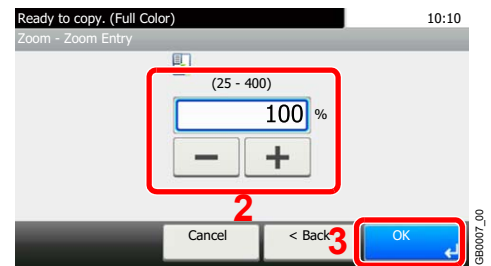 Ready to copy. (Full Color) 10:10
Zoom - Zoom Entry
(25 - 400)
100 %
− +
2
Cancel < Back 3 OK
GB0007_00